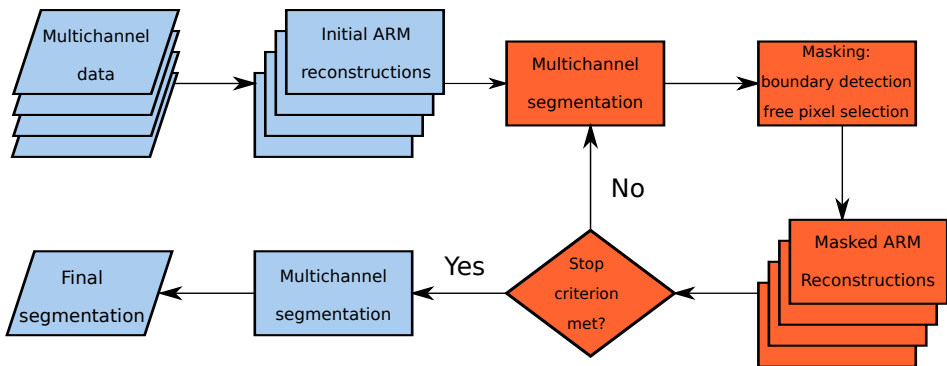 Multichannel
data
Initial ARM
reconstructions
Multichannel
segmentation
Masking:
boundary detection
free pixel selection
No
Masked ARM
Reconstructions
Stop
criterion
met?
Yes
Multichannel
segmentation
Final
segmentation